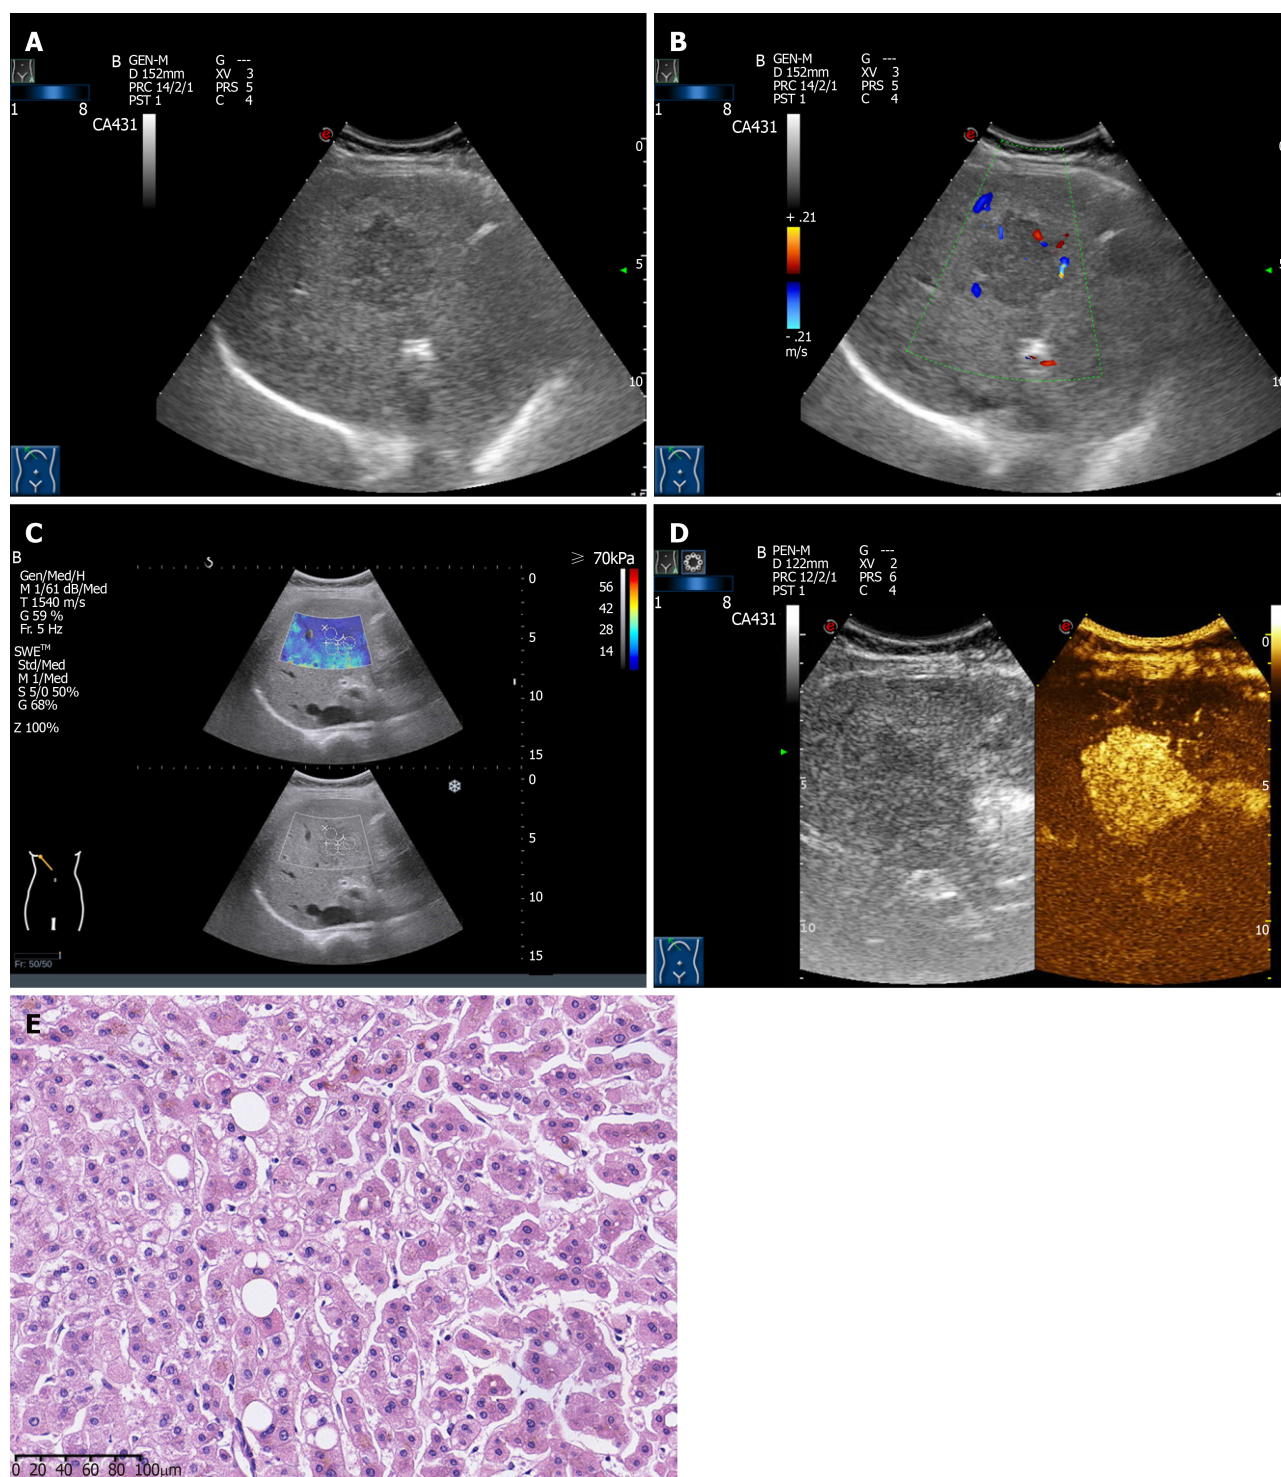 A
B GEN-M G ---
D 152mm XV 3
PRC 14/2/1 PRS 5
PST 1 C 4
1 8
CA431
0
5
10
B
B GEN-M G ---
D 152mm XV 3
PRC 14/2/1 PRS 5
PST 1 C 4
1 8
CA431
0
+ .21
- .21
m/s
5
C
B
Gen/Med/H
M 1/61 dB/Med
T 1540 m/s
G 59 %
Fr. 5 Hz
SWE™
Std/Med
M 1/Med
S 5/0 50%
G 68%
Z 100%
≥ 70kPa
56
42
28
14
0
5
10
15
0
5
10
15
Fr: 50/50
D
B PEN-M G ---
D 122mm XV 2
PRC 12/2/1 PRS 6
PST 1 C 4
1 8
CA431
0
5
5
10
10
E
0 20 40 60 80 100μm